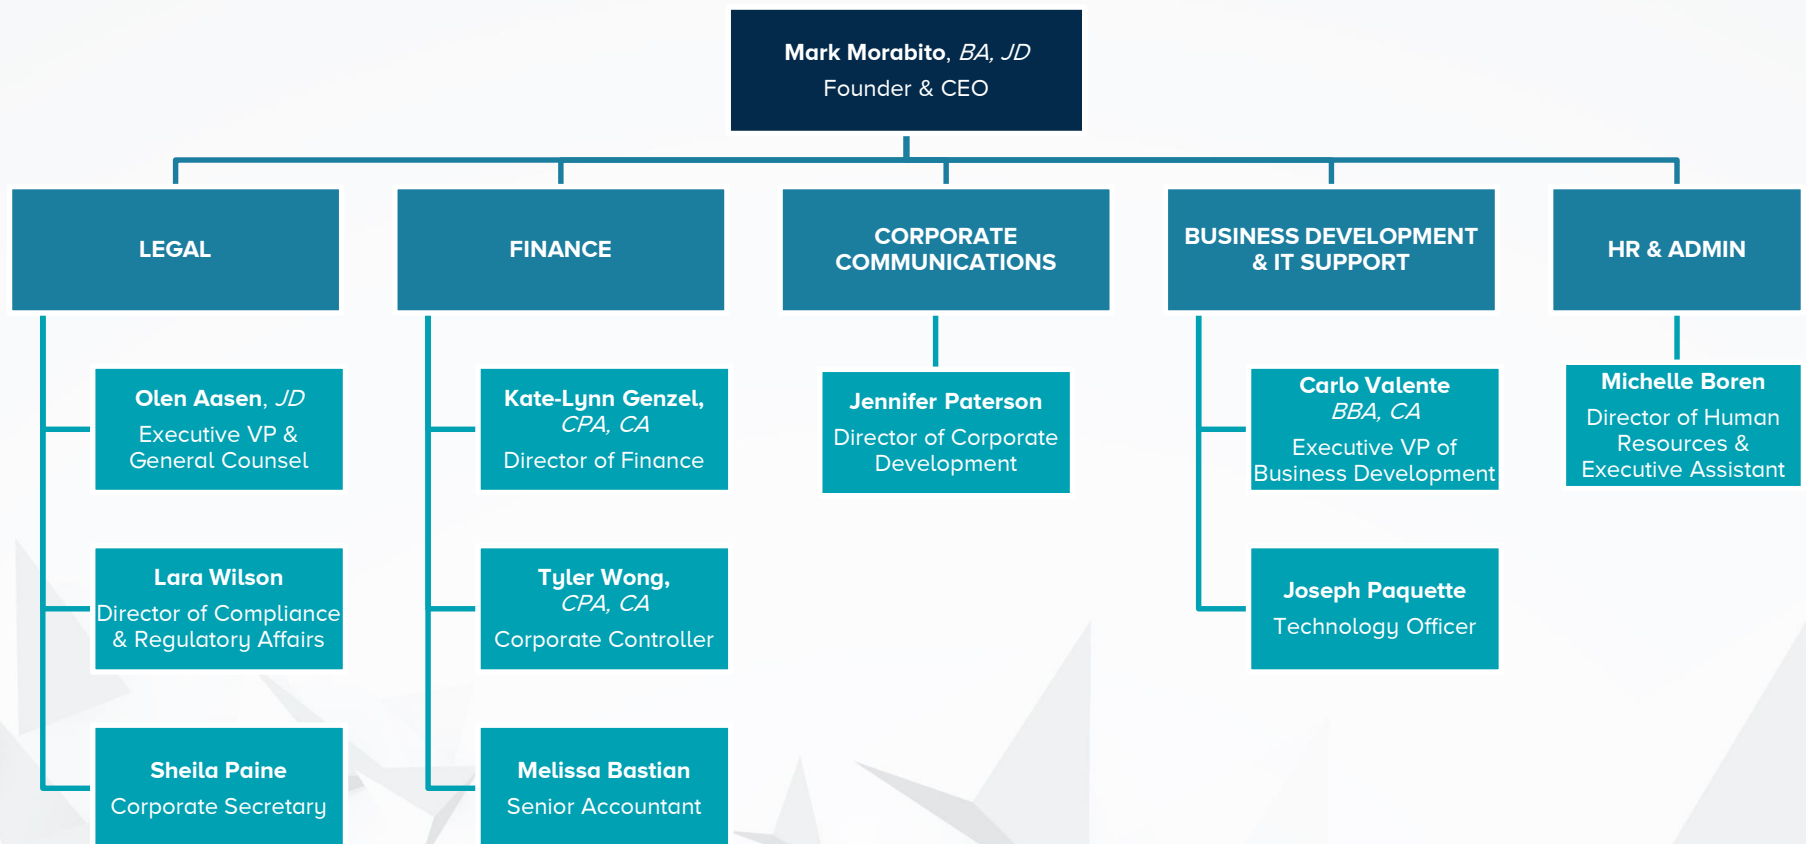 Mark Morabito, BA, JD
Founder & CEO
LEGAL
FINANCE
CORPORATE
COMMUNICATIONS
BUSINESS DEVELOPMENT
& IT SUPPORT
HR & ADMIN
Olen Aasen, JD
Executive VP &
General Counsel
Lara Wilson
Director of Compliance
& Regulatory Affairs
Sheila Paine
Corporate Secretary
Kate-Lynn Genzel,
CPA, CA
Director of Finance
Tyler Wong,
CPA, CA
Corporate Controller
Melissa Bastian
Senior Accountant
Jennifer Paterson
Director of Corporate
Development
Carlo Valente
BBA, CA
Executive VP of
Business Development
Joseph Paquette
Technology Officer
Michelle Boren
Director of Human
Resources &
Executive Assistant